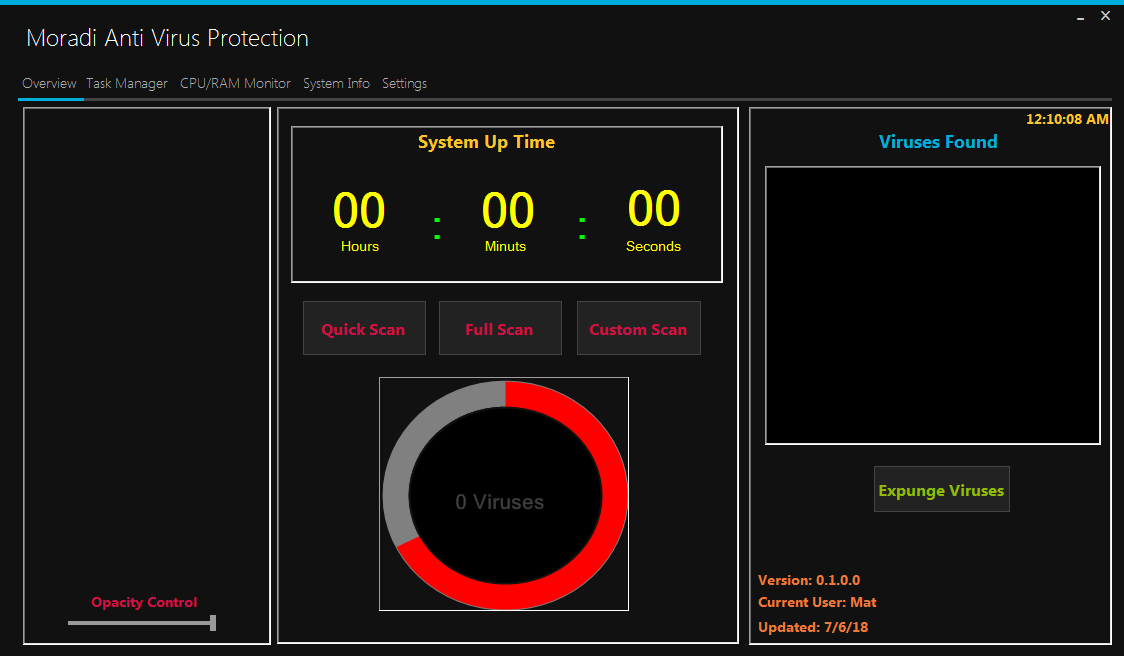 Moradi Anti Virus Protection
Overview Task Manager CPU/RAM Monitor System Info Settings
Opacity Control
System Up Time
00 : 00 : 00
Hours Minuts Seconds
Quick Scan Full Scan Custom Scan
0 Viruses
12:10:08 AM
Viruses Found
Expunge Viruses
Version: 0.1.0.0
Current User: Mat
Updated: 7/6/18